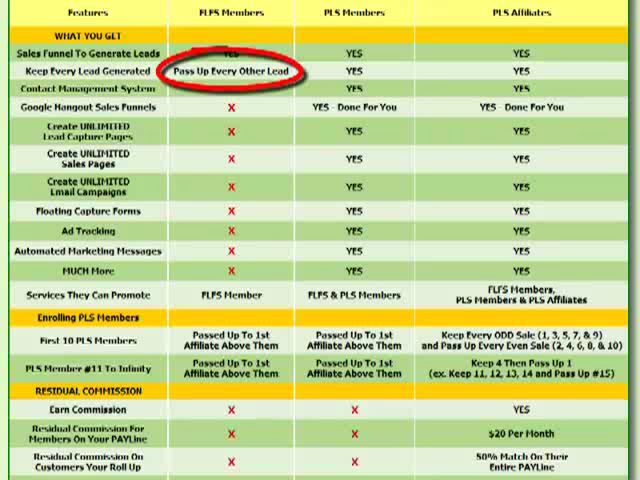 Features FLFS Members PLS Members PLS Affiliates
WHAT YOU GET
Sales Funnel To Generate Leads YES YES YES
Keep Every Lead Generated Pass Up Every Other Lead YES YES
Contact Management System YES YES
Google Hangout Sales Funnels X YES - Done For You YES - Done For You
Create UNLIMITED
Lead Capture Pages X YES YES
Create UNLIMITED
Sales Pages X YES YES
Create UNLIMITED
Email Campaigns X YES YES
Floating Capture Forms X YES YES
Ad Tracking X YES YES
Automated Marketing Messages X YES YES
MUCH More X YES YES
Services They Can Promote FLFS Member FLFS & PLS Members FLFS Members,
PLS Members & PLS Affiliates
Enrolling PLS Members
First 10 PLS Members Passed Up To 1st
Affiliate Above Them Passed Up To 1st
Affiliate Above Them Keep Every ODD Sale (1, 3, 5, 7, & 9)
and Pass Up Every Even Sale (2, 4, 6, 8, & 10)
PLS Member #11 To Infinity Passed Up To 1st
Affiliate Above Them Passed Up To 1st
Affiliate Above Them Keep 4 Then Pass Up 1
(ex. Keep 11, 12, 13, 14 and Pass Up #15)
RESIDUAL COMMISSION
Earn Commission X X YES
Residual Commission For
Members On Your PAYLine X X $20 Per Month
Residual Commission On
Customers Your Roll Up X X 50% Match On Their
Entire PAYLine